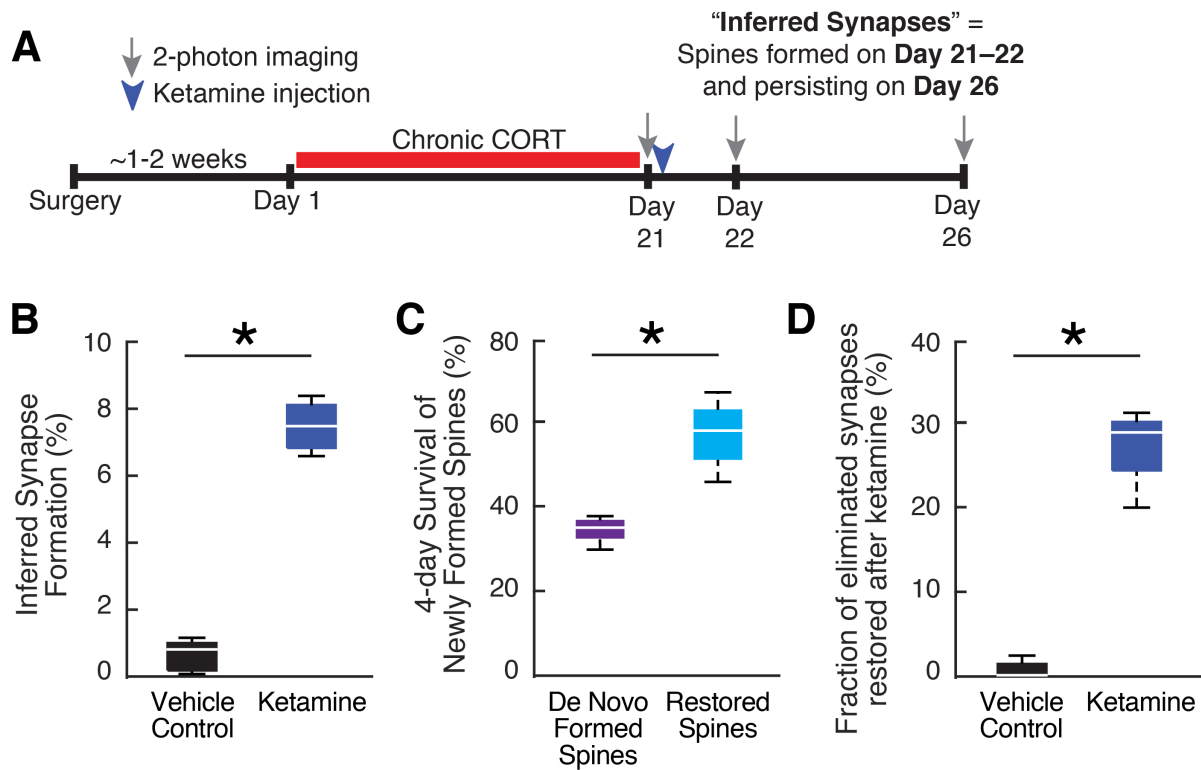 A
2-photon imaging
Ketamine injection
“Inferred Synapses” =
Spines formed on Day 21–22
and persisting on Day 26
~1-2 weeks
Chronic CORT
Surgery
Day 1
Day
21
Day
22
Day
26
B
Inferred Synapse
Formation (%)
10
8
6
4
2
0
*
Vehicle
Control
Ketamine
C
4-day Survival of
Newly Formed Spines (%)
80
60
40
20
0
*
De Novo
Formed
Spines
Restored
Spines
D
Fraction of eliminated synapses
restored after ketamine (%)
40
30
20
10
0
*
Vehicle
Control
Ketamine